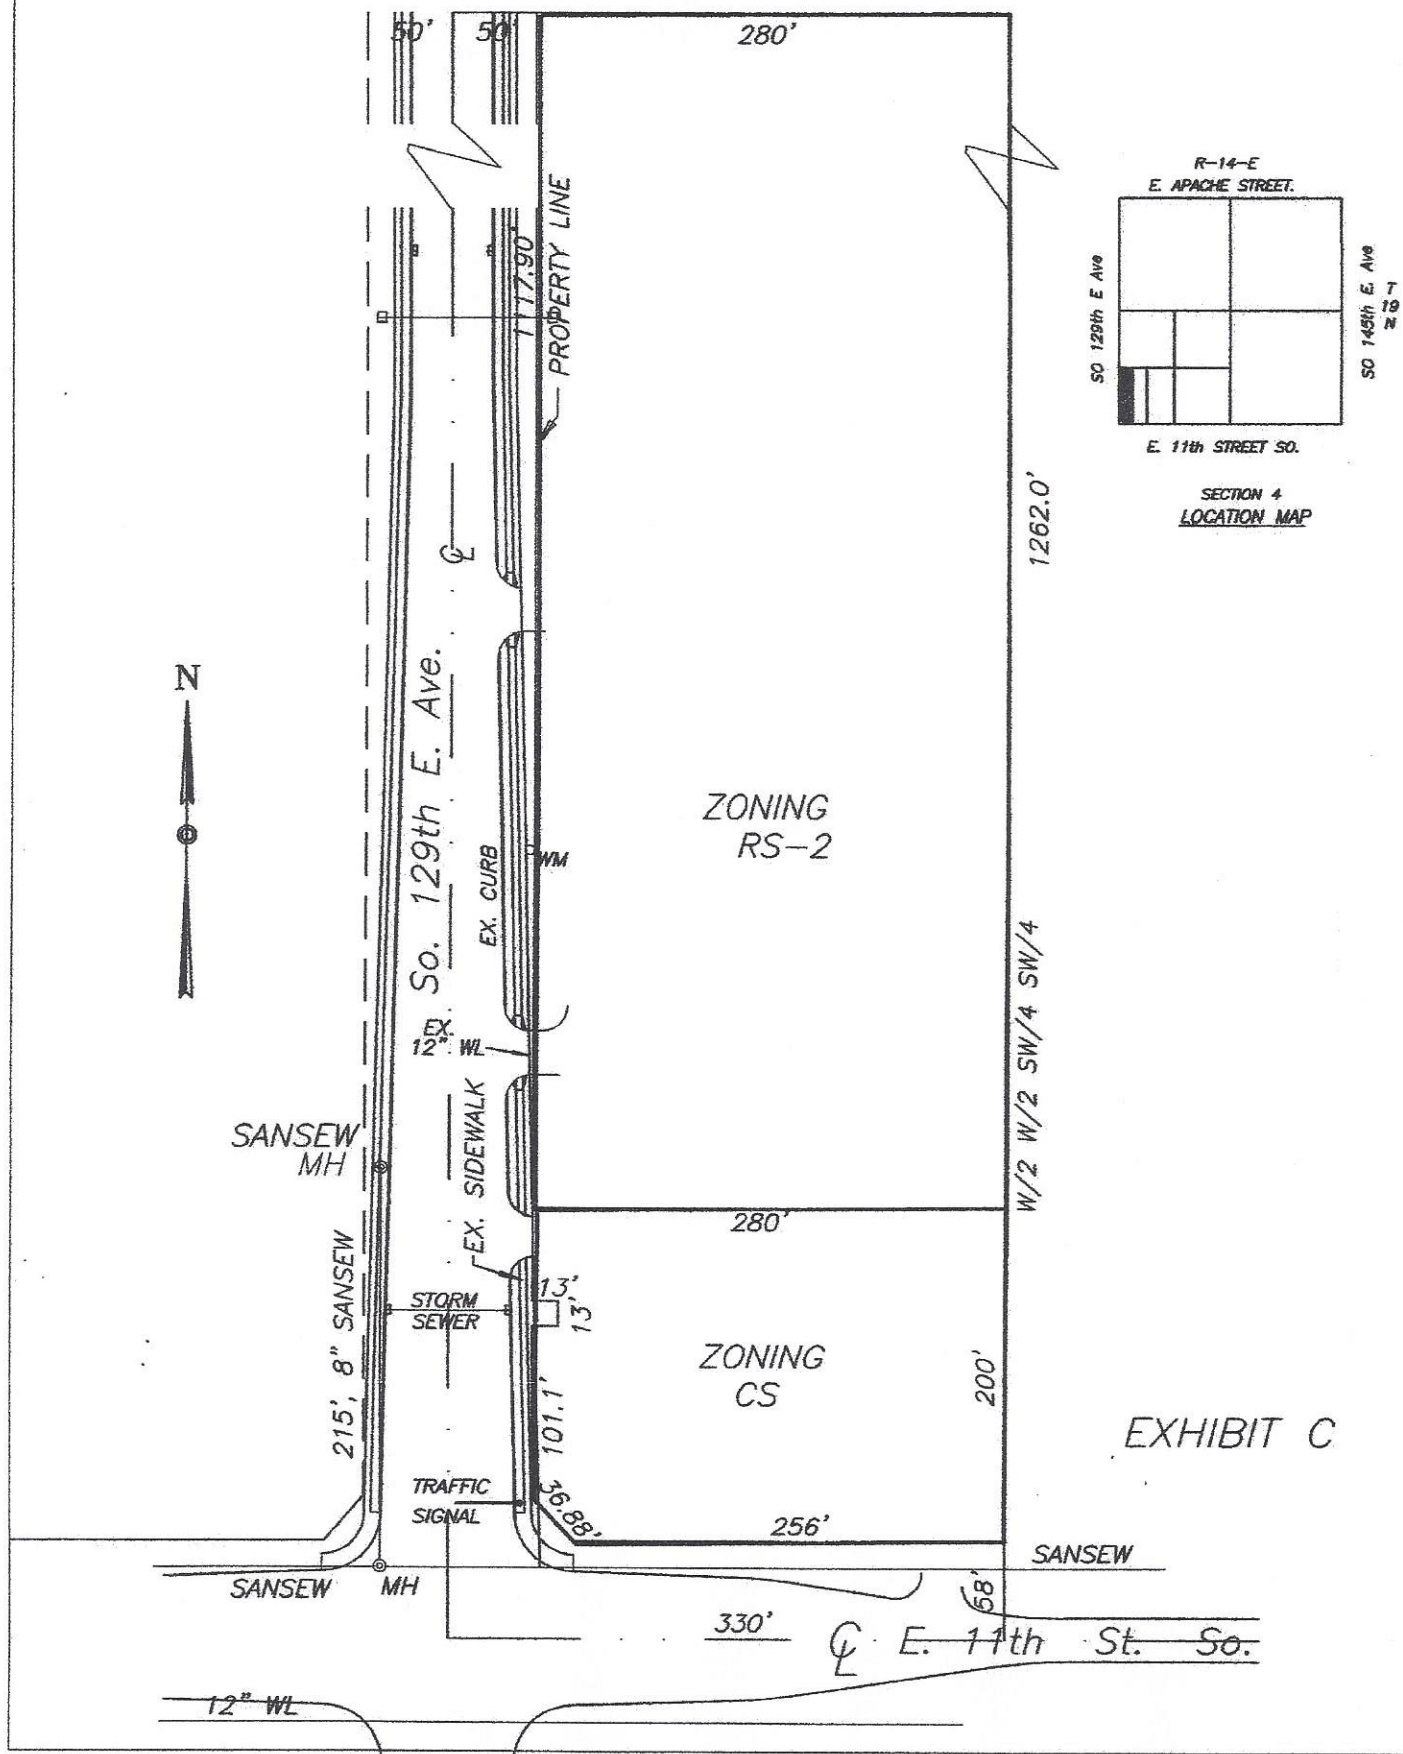 50' 50' 280'
R-14-E
E. APACHE STREET.
SO 129th E Ave
SO 145th E. Ave
T
19
N
E. 11th STREET SO.
SECTION 4
LOCATION MAP
1117.90
PROPERTY LINE
1262.0'
CL
N
So. 129th E. Ave.
ZONING
RS-2
EX. CURB
WM
W/2 W/2 SW/4 SW/4
EX.
12" WL
EX. SIDEWALK
SANSEW
MH
280'
215', 8" SANSEW
STORM
SEWER
13'
13'
ZONING
CS
200'
101.1'
EXHIBIT C
TRAFFIC
SIGNAL
36.88'
256'
SANSEW
SANSEW MH
58'
330'
CL E. 11th St. So.
12" WL